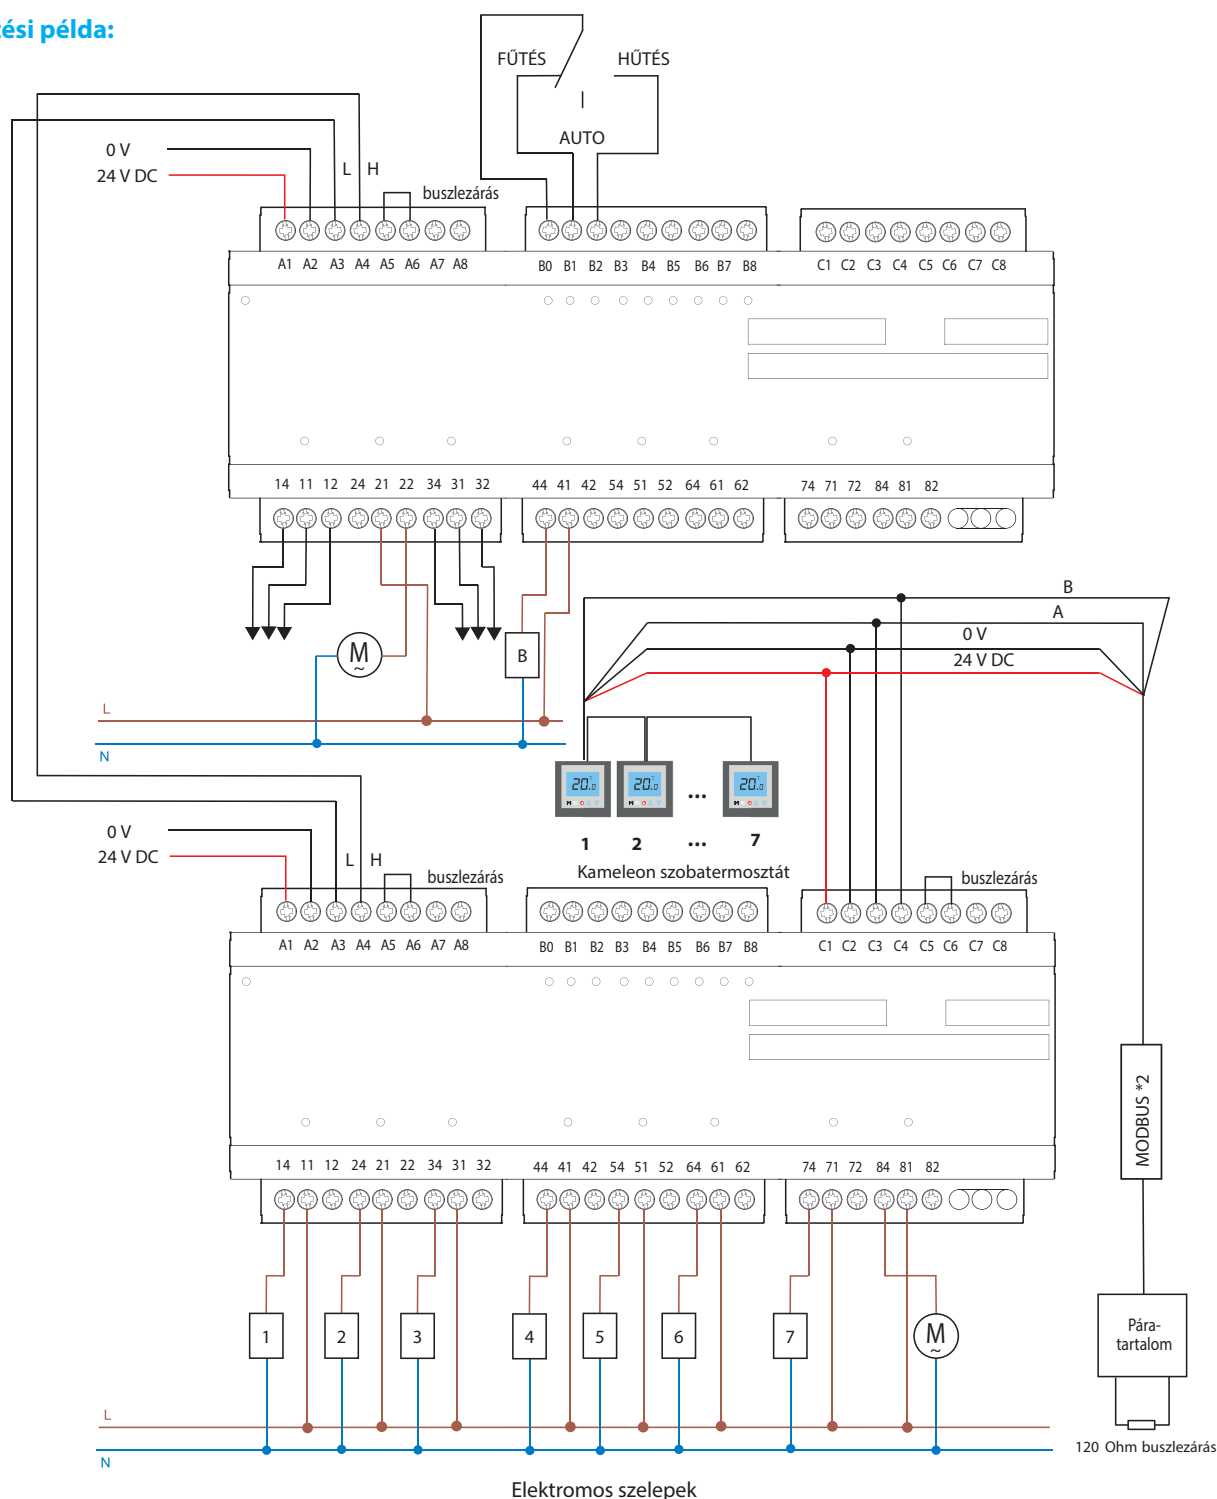 tési példa:
FŰTÉS HŰTÉS
AUTO
0 V
24 V DC
L H
buszlezárás
A1 A2 A3 A4 A5 A6 A7 A8 B0 B1 B2 B3 B4 B5 B6 B7 B8 C1 C2 C3 C4 C5 C6 C7 C8
14 11 12 24 21 22 34 31 32 44 41 42 54 51 52 64 61 62 74 71 72 84 81 82
B
A
0 V
24 V DC
M
~
B
L
N
20.0 20.0 20.0
M M M
1 2 ... 7
...
Kameleon szobatermosztát
0 V
24 V DC
L H
buszlezárás
buszlezárás
A1 A2 A3 A4 A5 A6 A7 A8 B0 B1 B2 B3 B4 B5 B6 B7 B8 C1 C2 C3 C4 C5 C6 C7 C8
MODBUS *2
14 11 12 24 21 22 34 31 32 44 41 42 54 51 52 64 61 62 74 71 72 84 81 82
1 2 3 4 5 6 7
M
~
Pára-
tartalom
L
N
120 Ohm buszlezárás
Elektromos szelepek